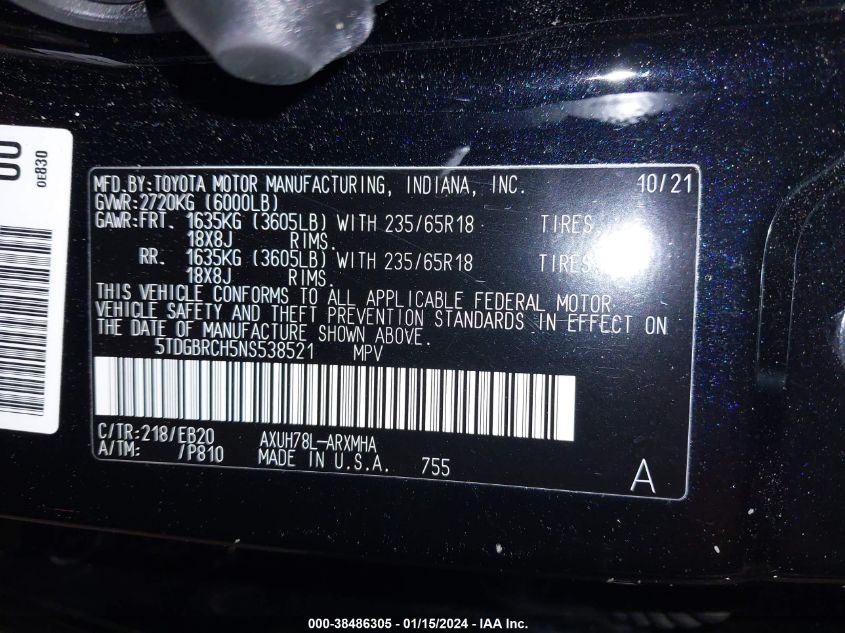 00
0E830
MFD.BY:TOYOTA MOTOR MANUFACTURING, INDIANA, INC. 10/21
GVWR:2720KG (6000LB)
GAWR:FRT. 1635KG (3605LB) WITH 235/65R18 TIRES
18X8J RIMS.
RR. 1635KG (3605LB) WITH 235/65R18 TIRES
18X8J RIMS.
THIS VEHICLE CONFORMS TO ALL APPLICABLE FEDERAL MOTOR
VEHICLE SAFETY AND THEFT PREVENTION STANDARDS IN EFFECT ON
THE DATE OF MANUFACTURE SHOWN ABOVE.
5TDGBRCH5NS538521 MPV
C/TR:218/EB20 AXUH78L-ARXMHA
A/TM: /P810 MADE IN U.S.A. 755
A
000-38486305 - 01/15/2024 - IAA Inc.